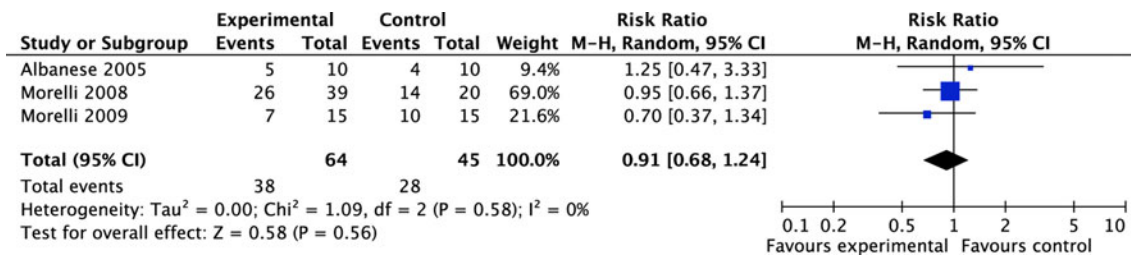 Experimental Control Risk Ratio Risk Ratio
Study or Subgroup Events Total Events Total Weight M-H, Random, 95% CI M-H, Random, 95% CI
Albanese 2005 5 10 4 10 9.4% 1.25 [0.47, 3.33]
Morelli 2008 26 39 14 20 69.0% 0.95 [0.66, 1.37]
Morelli 2009 7 15 10 15 21.6% 0.70 [0.37, 1.34]
Total (95% CI) 64 45 100.0% 0.91 [0.68, 1.24]
Total events 38 28
Heterogeneity: Tau² = 0.00; Chi² = 1.09, df = 2 (P = 0.58); I² = 0%
Test for overall effect: Z = 0.58 (P = 0.56)
0.1 0.2 0.5 1 2 5 10
Favours experimental Favours control